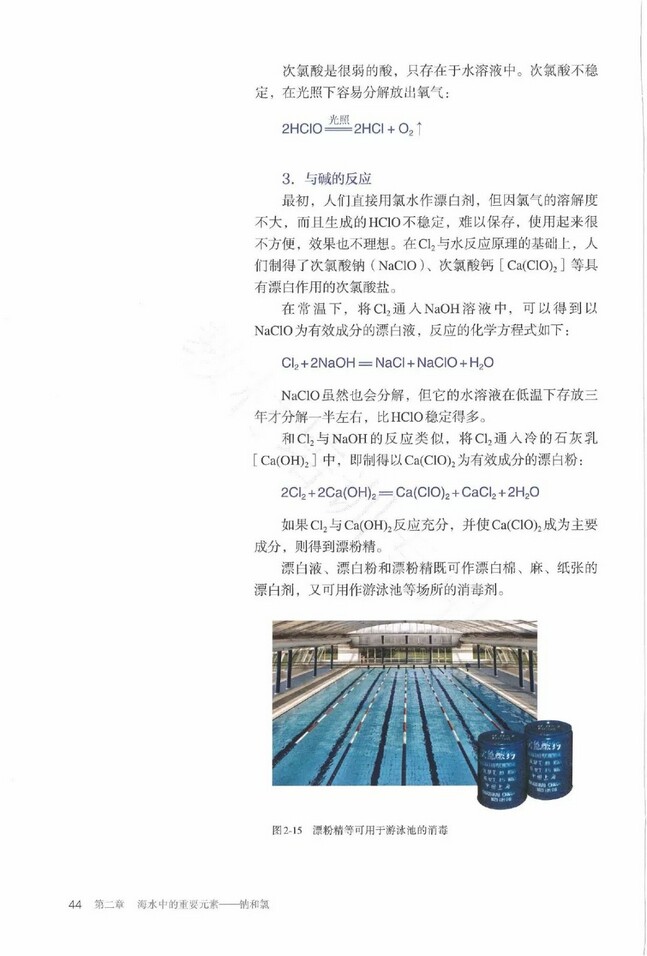 次氯酸是很弱的酸，只存在于水溶液中。次氯酸不稳
定，在光照下容易分解放出氧气：
2HClO 光照 2HCl + O₂↑
3．与碱的反应
最初，人们直接用氯水作漂白剂，但因氯气的溶解度
不大，而且生成的HClO不稳定，难以保存，使用起来很
不方便，效果也不理想。在Cl₂与水反应原理的基础上，人
们制得了次氯酸钠（NaClO）、次氯酸钙［Ca(ClO)₂］等具
有漂白作用的次氯酸盐。
在常温下，将Cl₂通入NaOH溶液中，可以得到以
NaClO为有效成分的漂白液，反应的化学方程式如下：
Cl₂+2NaOH══NaCl+NaClO+H₂O
NaClO虽然也会分解，但它的水溶液在低温下存放三
年才分解一半左右，比HClO稳定得多。
和Cl₂与NaOH的反应类似，将Cl₂通入冷的石灰乳
［Ca(OH)₂］中，即制得以Ca(ClO)₂为有效成分的漂白粉：
2Cl₂+2Ca(OH)₂══Ca(ClO)₂+CaCl₂+2H₂O
如果Cl₂与Ca(OH)₂反应充分，并使Ca(ClO)₂成为主要
成分，则得到漂粉精。
漂白液、漂白粉和漂粉精既可作漂白棉、麻、纸张的
漂白剂，又可用作游泳池等场所的消毒剂。
图2-15 漂粉精等可用于游泳池的消毒
44 第二章 海水中的重要元素——钠和氯